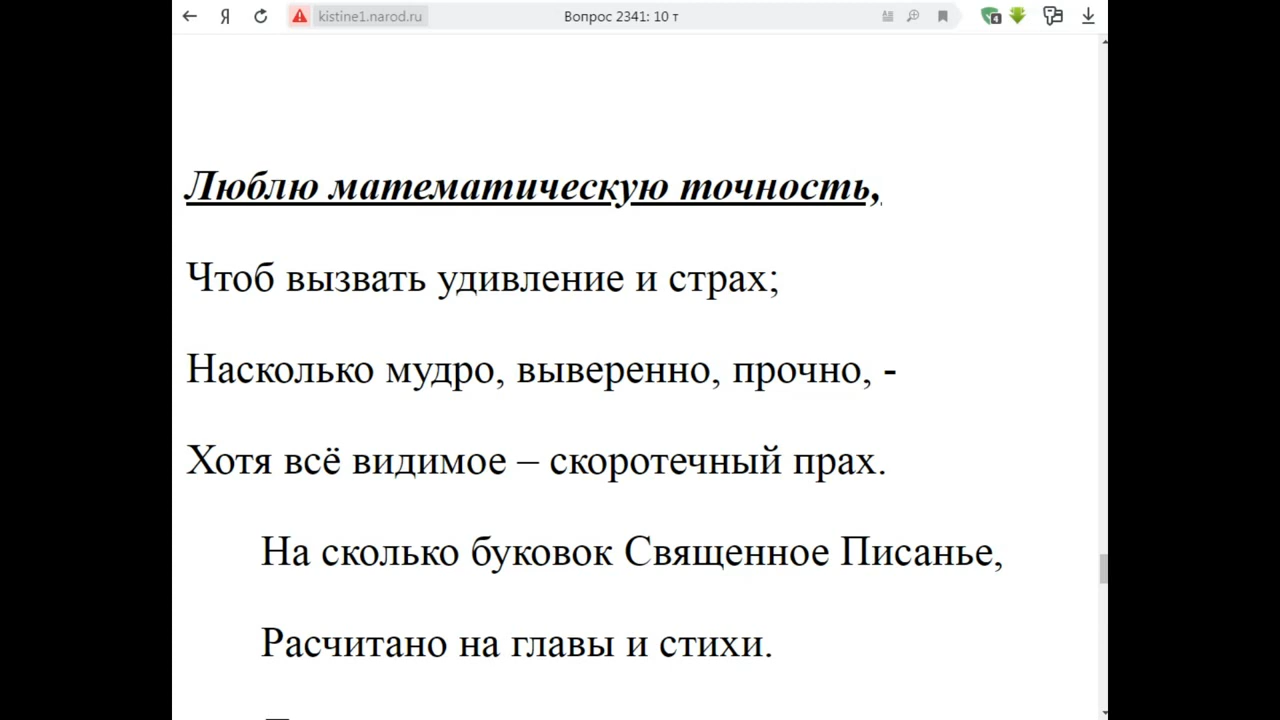 Я kistine1.narod.ru Вопрос 2341: 10 т 4
Люблю математическую точность,
Чтоб вызвать удивление и страх;
Насколько мудро, выверенно, прочно, -
Хотя всё видимое – скоротечный прах.
На сколько буковок Священное Писанье,
Расчитано на главы и стихи.